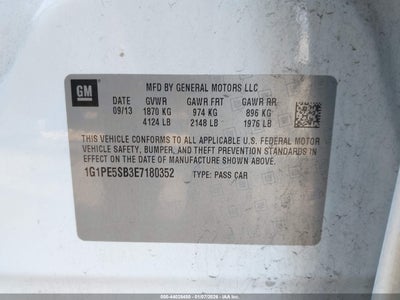 GM
MFD BY GENERAL MOTORS LLC
DATE GVWR GAWR FRT GAWR RR
09/13 1870 KG 974 KG 896 KG
4124 LB 2148 LB 1976 LB
THIS VEHICLE CONFORMS TO ALL APPLICABLE U.S. FEDERAL MOTOR
VEHICLE SAFETY, BUMPER, AND THEFT PREVENTION STANDARDS IN
EFFECT ON THE DATE OF MANUFACTURE SHOWN ABOVE.
1G1PE5SB3E7180352 TYPE: PASS CAR